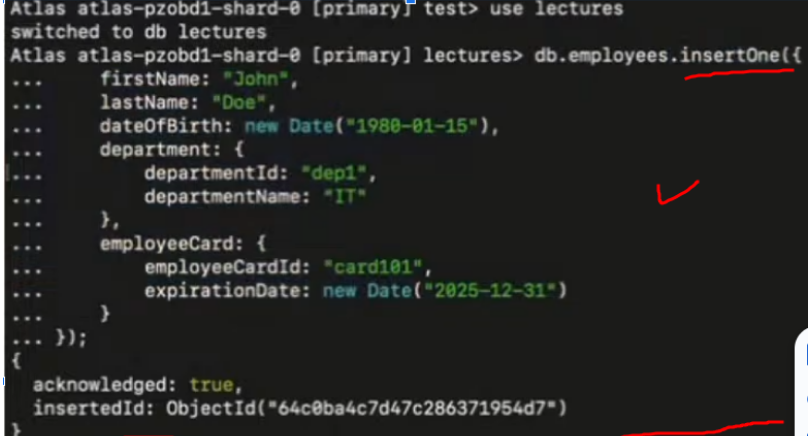 Atlas atlas-pzobd1-shard-0 [primary] test> use lectures
switched to db lectures
Atlas atlas-pzobd1-shard-0 [primary] lectures> db.employees.insertOne({
... firstName: "John",
... lastName: "Doe",
... dateOfBirth: new Date("1980-01-15"),
... department: {
... departmentId: "dep1",
... departmentName: "IT"
... },
... employeeCard: {
... employeeCardId: "card101",
... expirationDate: new Date("2025-12-31")
... }
... });
{
acknowledged: true,
insertedId: ObjectId("64c0ba4c7d47c286371954d7")
}